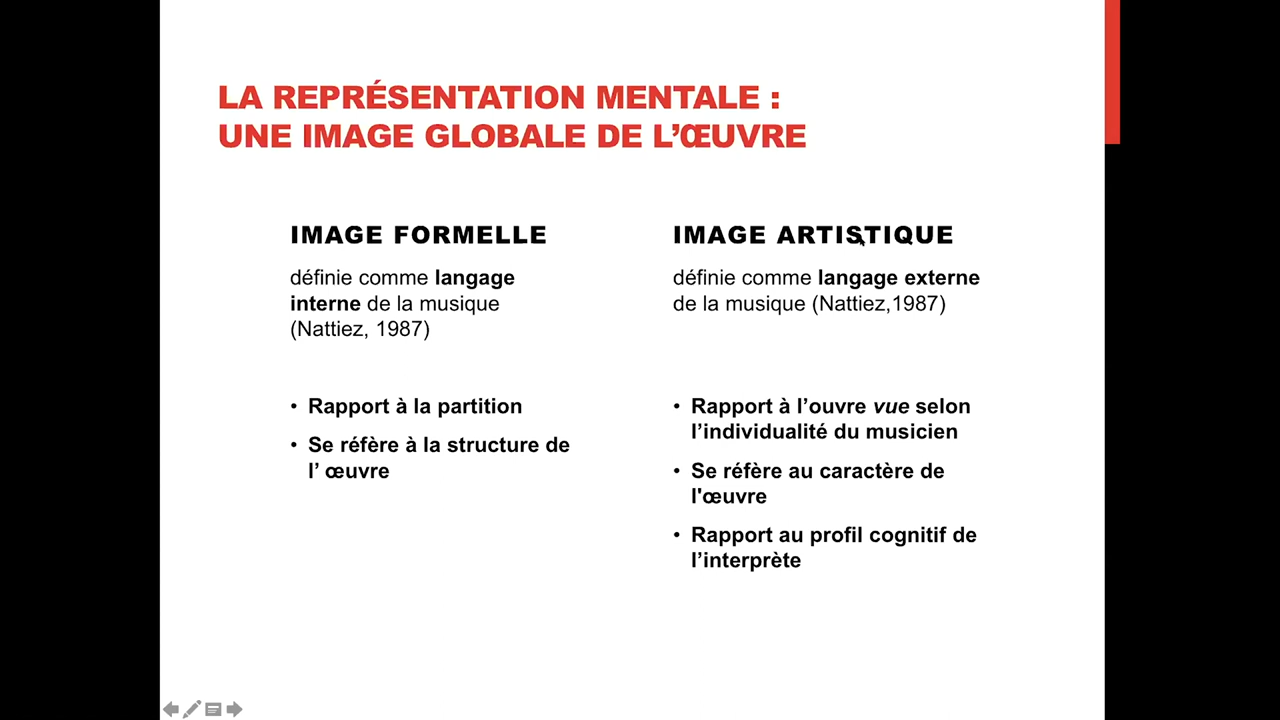 LA REPRÉSENTATION MENTALE :
UNE IMAGE GLOBALE DE L’ŒUVRE
IMAGE FORMELLE
définie comme langage
interne de la musique
(Nattiez, 1987)
• Rapport à la partition
• Se réfère à la structure de
l’ œuvre
IMAGE ARTISTIQUE
définie comme langage externe
de la musique (Nattiez,1987)
• Rapport à l’ouvre vue selon
l’individualité du musicien
• Se réfère au caractère de
l'œuvre
• Rapport au profil cognitif de
l’interprète